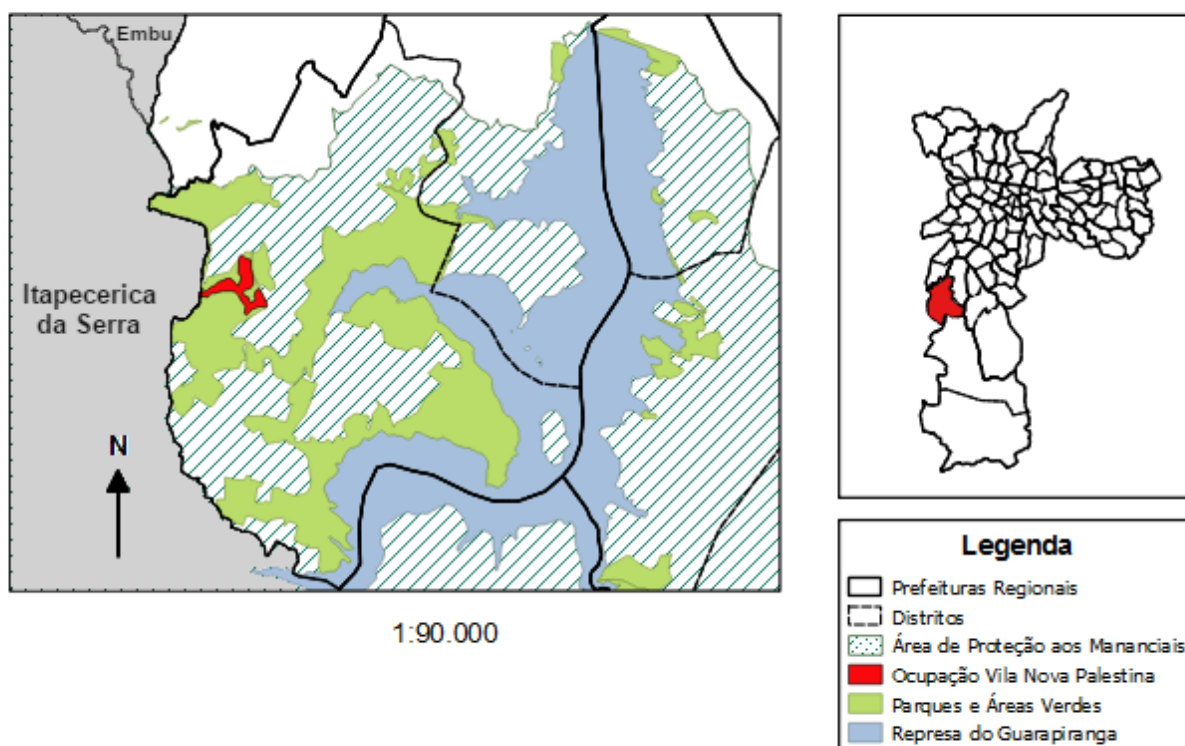 Embu
Itapecerica
da Serra
N
1:90.000
Legenda
Prefeituras Regionais
Distritos
Área de Proteção aos Mananciais
Ocupação Vila Nova Palestina
Parques e Áreas Verdes
Represa do Guarapiranga